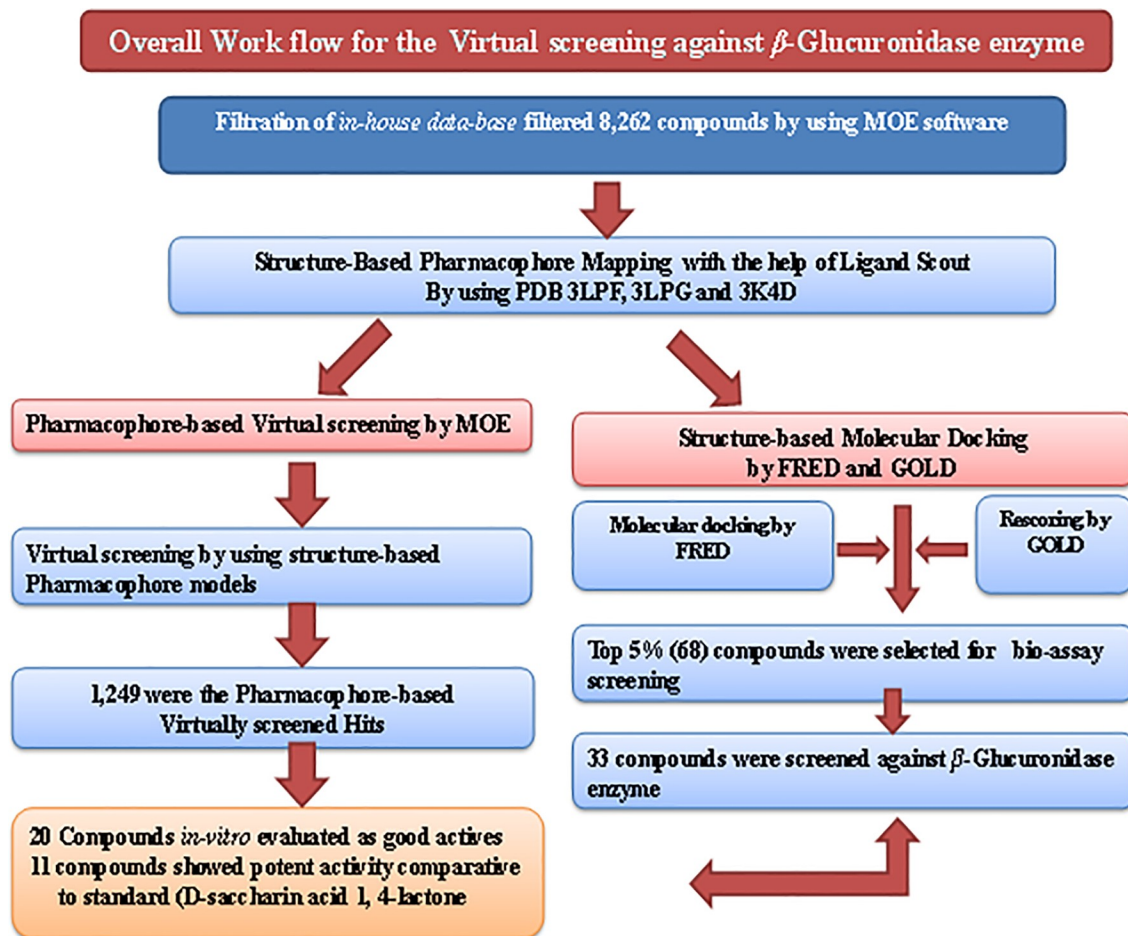 Overall Work flow for the Virtual screening against β-Glucuronidase enzyme
Filtration of in-house data-base filtered 8,262 compounds by using MOE software
Structure-Based Pharmacophore Mapping with the help of Ligand Scout
By using PDB 3LPF, 3LPG and 3K4D
Pharmacophore-based Virtual screening by MOE
Virtual screening by using structure-based
Pharmacophore models
1,249 were the Pharmacophore-based
Virtually screened Hits
20 Compounds in-vitro evaluated as good actives
11 compounds showed potent activity comparative
to standard (D-saccharin acid 1, 4-lactone
Structure-based Molecular Docking
by FRED and GOLD
Molecular docking by
FRED
Rescoring by
GOLD
Top 5% (68) compounds were selected for bio-assay
screening
33 compounds were screened against β-Glucuronidase
enzyme